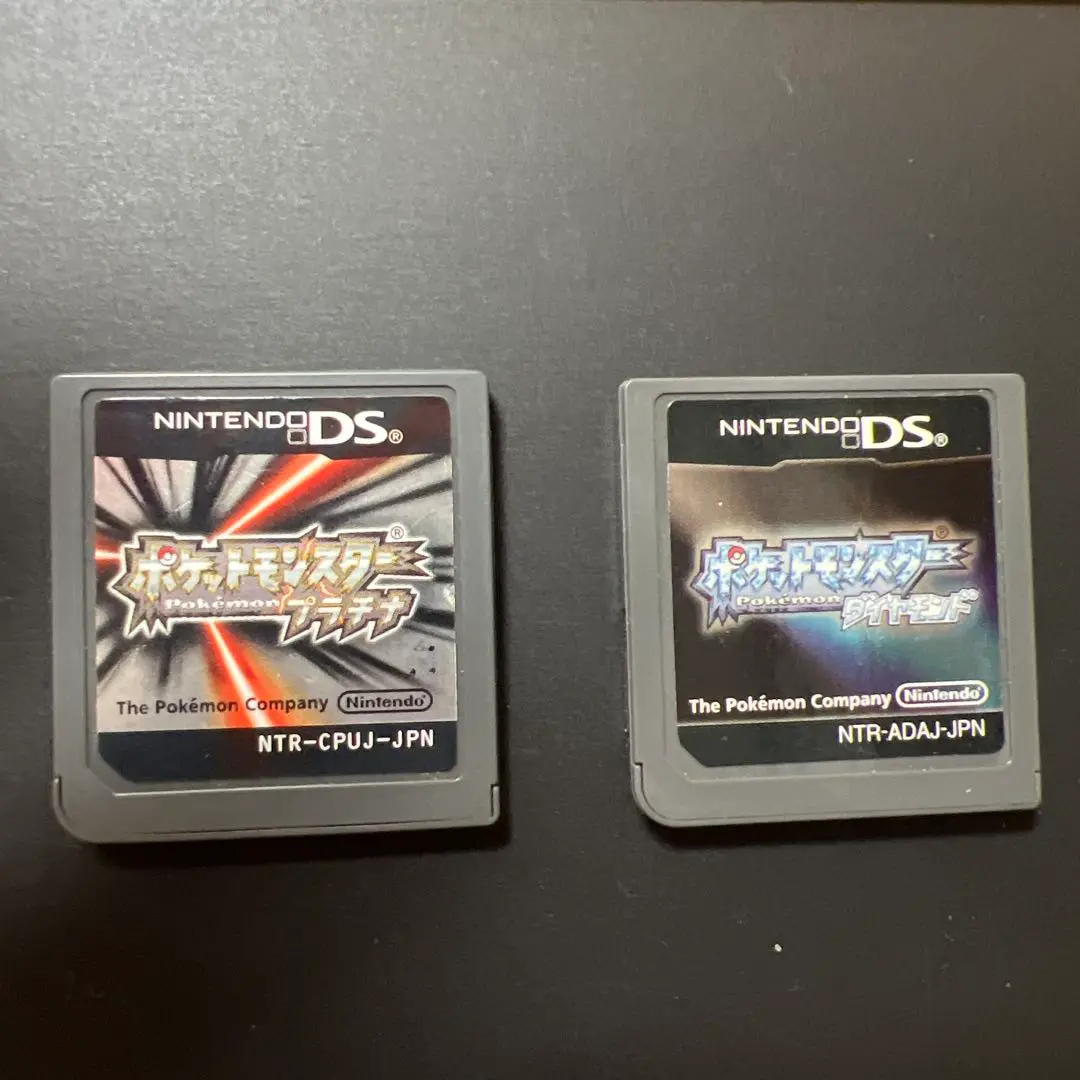 NINTENDO DS®
ポケットモンスター®
Pokémon プラチナ
The Pokémon Company Nintendo®
NTR-CPUJ-JPN
NINTENDO DS®
ポケットモンスター®
Pokémon ダイヤモンド
The Pokémon Company Nintendo®
NTR-ADAJ-JPN